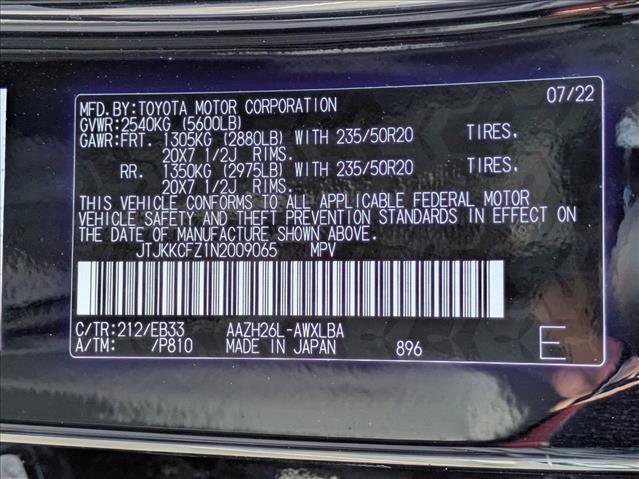 MFD.BY:TOYOTA MOTOR CORPORATION 07/22
GVWR:2540KG (5600LB)
GAWR:FRT. 1305KG (2880LB) WITH 235/50R20 TIRES.
20X7 1/2J RIMS.
RR. 1350KG (2975LB) WITH 235/50R20 TIRES.
20X7 1/2J RIMS.
THIS VEHICLE CONFORMS TO ALL APPLICABLE FEDERAL MOTOR
VEHICLE SAFETY AND THEFT PREVENTION STANDARDS IN EFFECT ON
THE DATE OF MANUFACTURE SHOWN ABOVE.
JTJKKCFZ1N2009065 MPV
C/TR:212/EB33 AAZH26L-AWXLBA
A/TM: /P810 MADE IN JAPAN 896 E